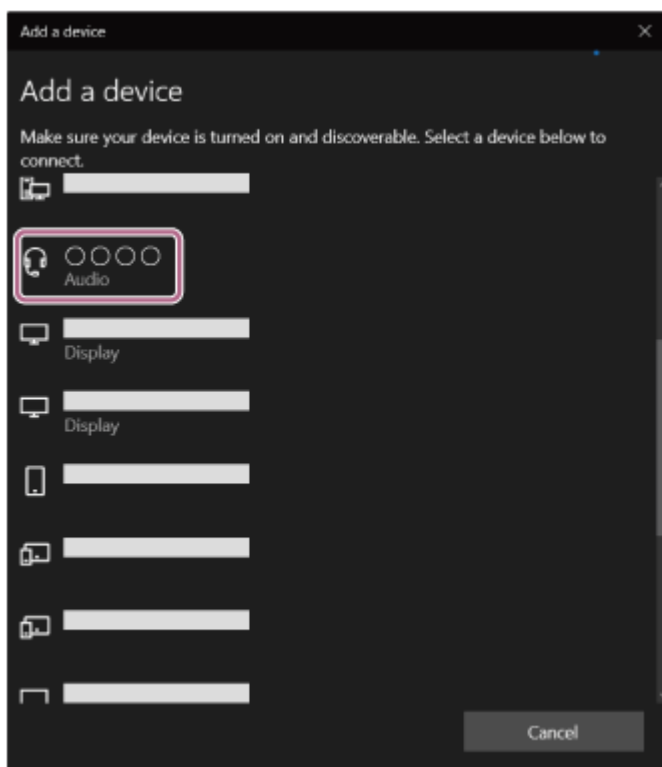 Add a device
Add a device
Make sure your device is turned on and discoverable. Select a device below to
connect.
○○○○
Audio
Display
Display
Cancel